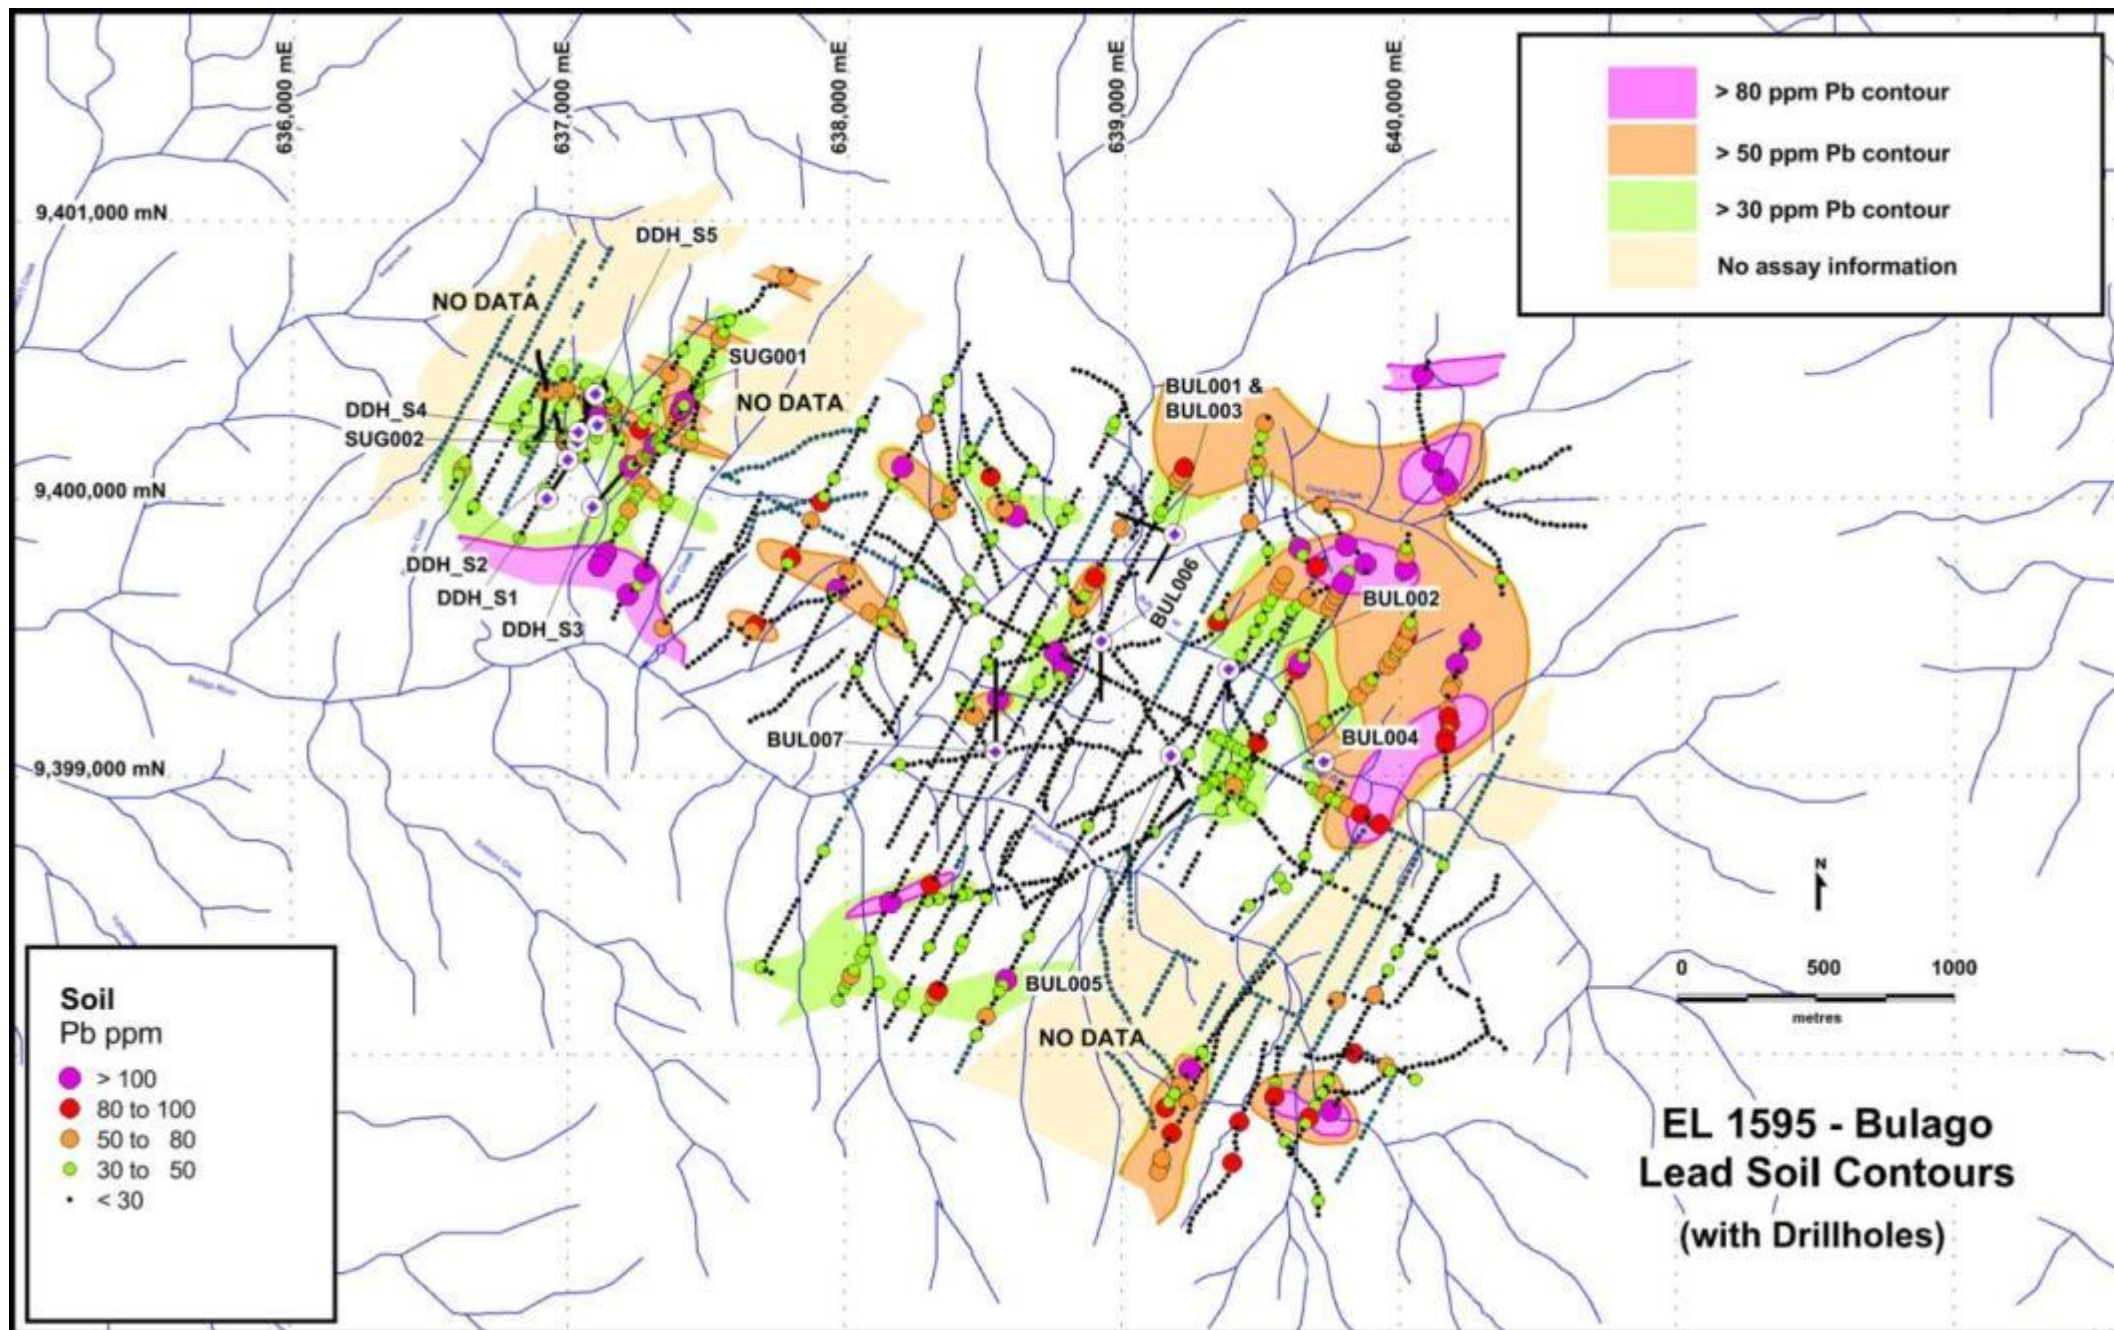 636,000 mE
637,000 mE
638,000 mE
639,000 mE
640,000 mE
> 80 ppm Pb contour
> 50 ppm Pb contour
> 30 ppm Pb contour
No assay information
9,401,000 mN
DDH_S5
NO DATA
SUG001
NO DATA
BUL001 &
BUL003
DDH_S4
SUG002
9,400,000 mN
DDH_S2
DDH_S1
DDH_S3
BUL006
BUL002
Bulago River
BUL007
BUL004
9,399,000 mN
N
0 500 1000
metres
BUL005
NO DATA
Soil
Pb ppm
> 100
80 to 100
50 to 80
30 to 50
< 30
EL 1595 - Bulago
Lead Soil Contours
(with Drillholes)